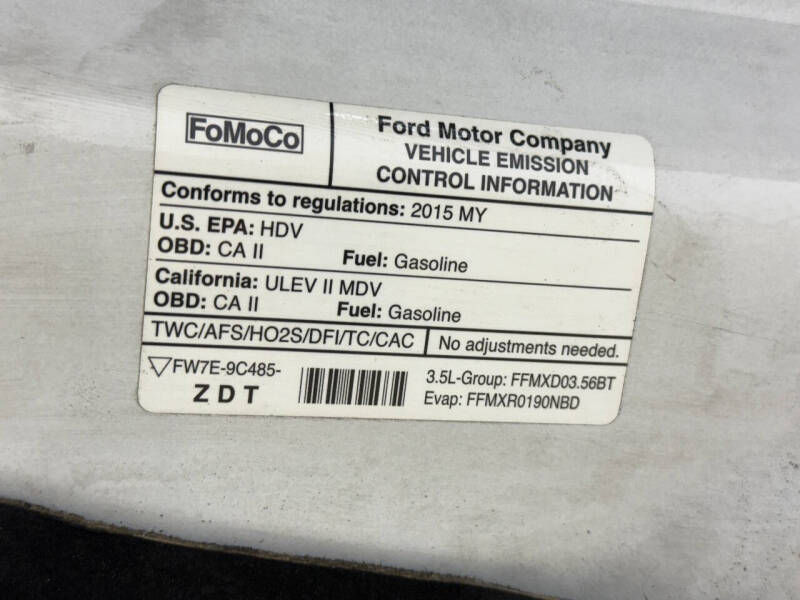 FoMoCo
Ford Motor Company
VEHICLE EMISSION
CONTROL INFORMATION
Conforms to regulations: 2015 MY
U.S. EPA: HDV
OBD: CA II Fuel: Gasoline
California: ULEV II MDV
OBD: CA II Fuel: Gasoline
TWC/AFS/HO2S/DFI/TC/CAC No adjustments needed.
FW7E-9C485-
Z D T
3.5L-Group: FFMXD03.56BT
Evap: FFMXR0190NBD